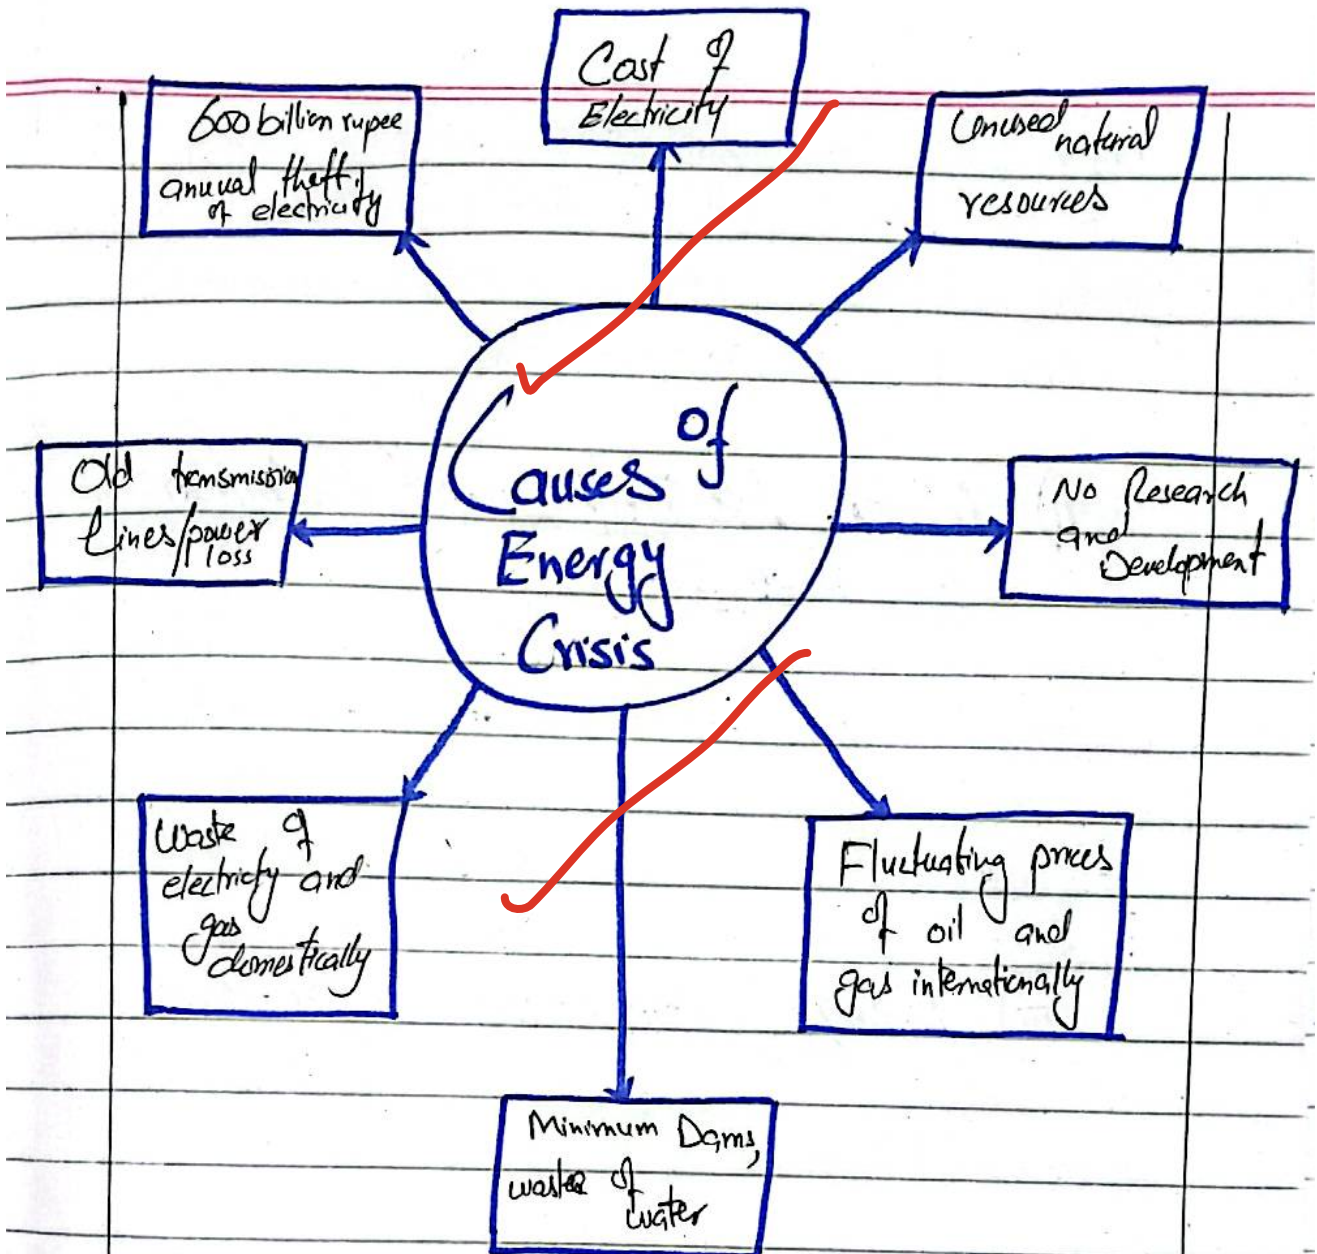 Cost of
Electricity
600 billion rupee
anuual theft
of electricity
Unused natural
resources
Causes of
Energy
Crisis
Old transmission
Lines/power
loss
No Research
and
Development
Waste of
electricty and
gas
domestically
Fluctuating prices
of oil and
gas internationally
Minimum Dams,
waste of
water